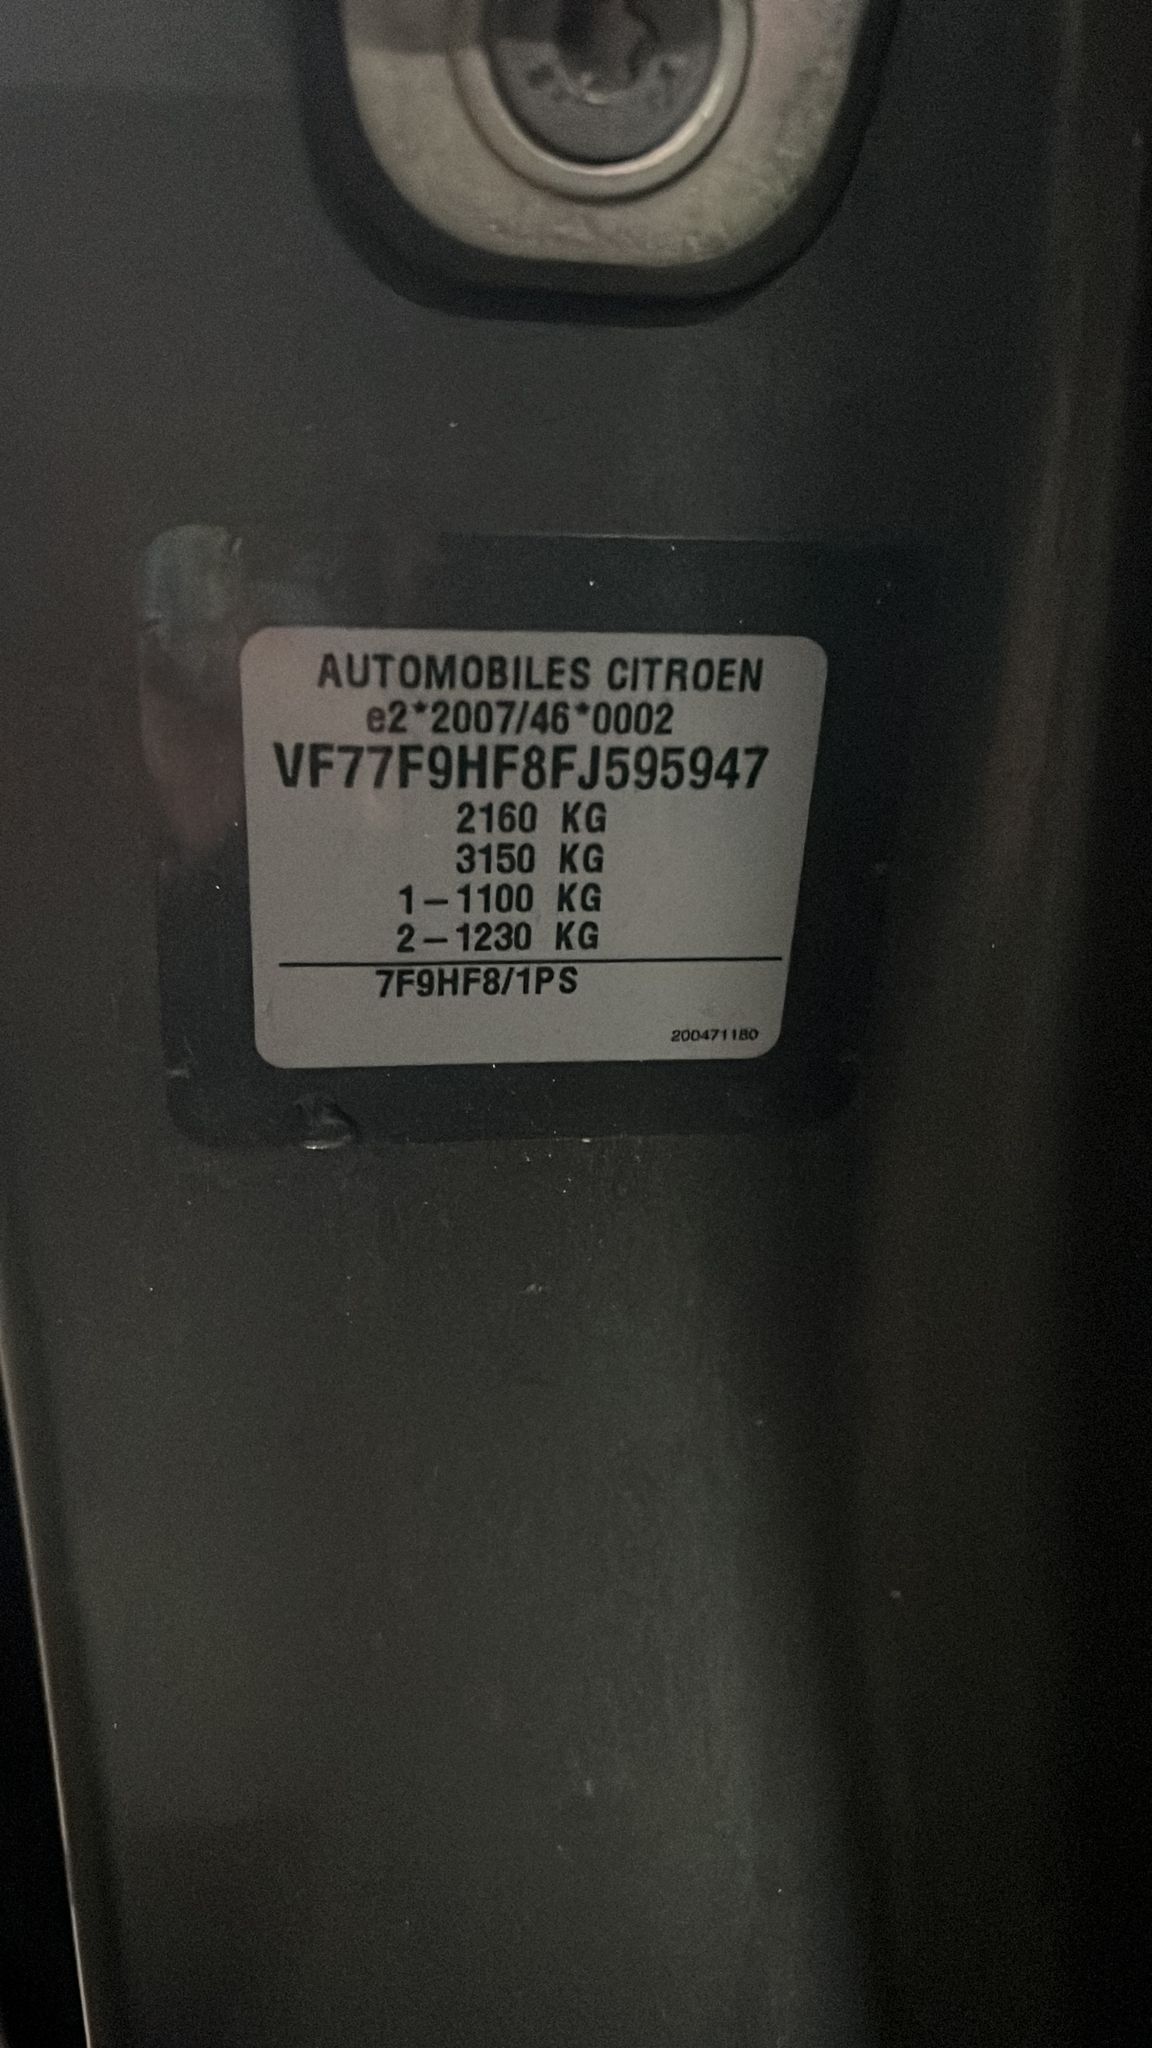 AUTOMOBILES CITROEN
e2*2007/46*0002
VF77F9HF8FJ595947
2160 KG
3150 KG
1-1100 KG
2-1230 KG
7F9HF8/1PS
200471180